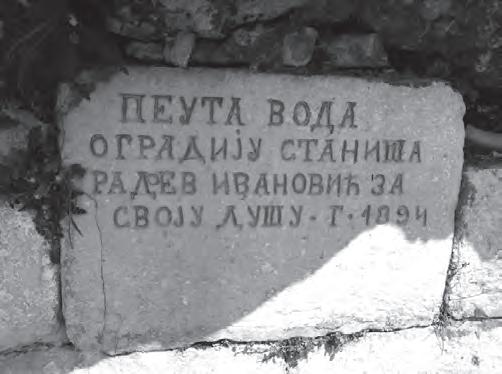 ПЕУТА ВОДА
ОГРАДИЈУ СТАНИША
РАДЕВ ИВАНОВИЋ ЗА
СВОЈУ ДУШУ · Г · 1894